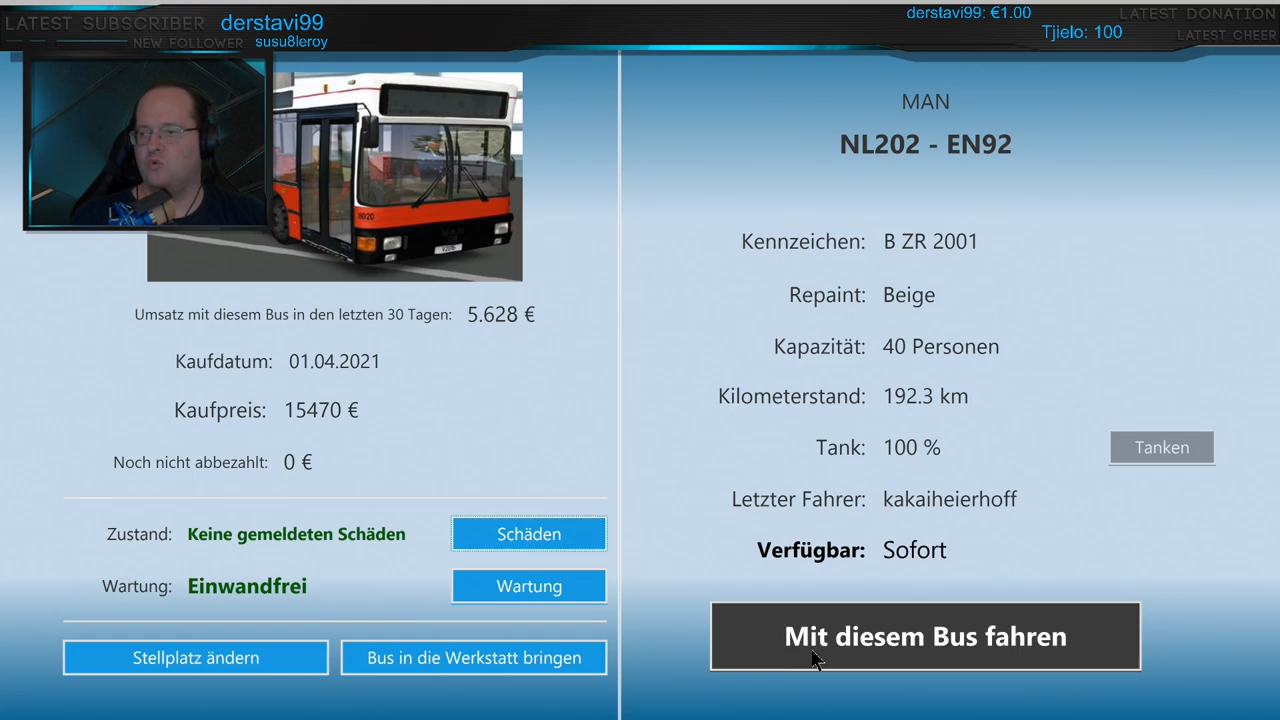 LATEST SUBSCRIBER derstavi99
NEW FOLLOWER susu8leroy
derstavi99: €1.00 LATEST DONATION
Tjielo: 100 LATEST CHEER
8020
MAN
NL202 - EN92
Umsatz mit diesem Bus in den letzten 30 Tagen: 5.628 €
Kaufdatum: 01.04.2021
Kaufpreis: 15470 €
Noch nicht abbezahlt: 0 €
Zustand: Keine gemeldeten Schäden Schäden
Wartung: Einwandfrei Wartung
Stellplatz ändern Bus in die Werkstatt bringen
Kennzeichen: B ZR 2001
Repaint: Beige
Kapazität: 40 Personen
Kilometerstand: 192.3 km
Tank: 100 % Tanken
Letzter Fahrer: kakaiheierhoff
Verfügbar: Sofort
Mit diesem Bus fahren